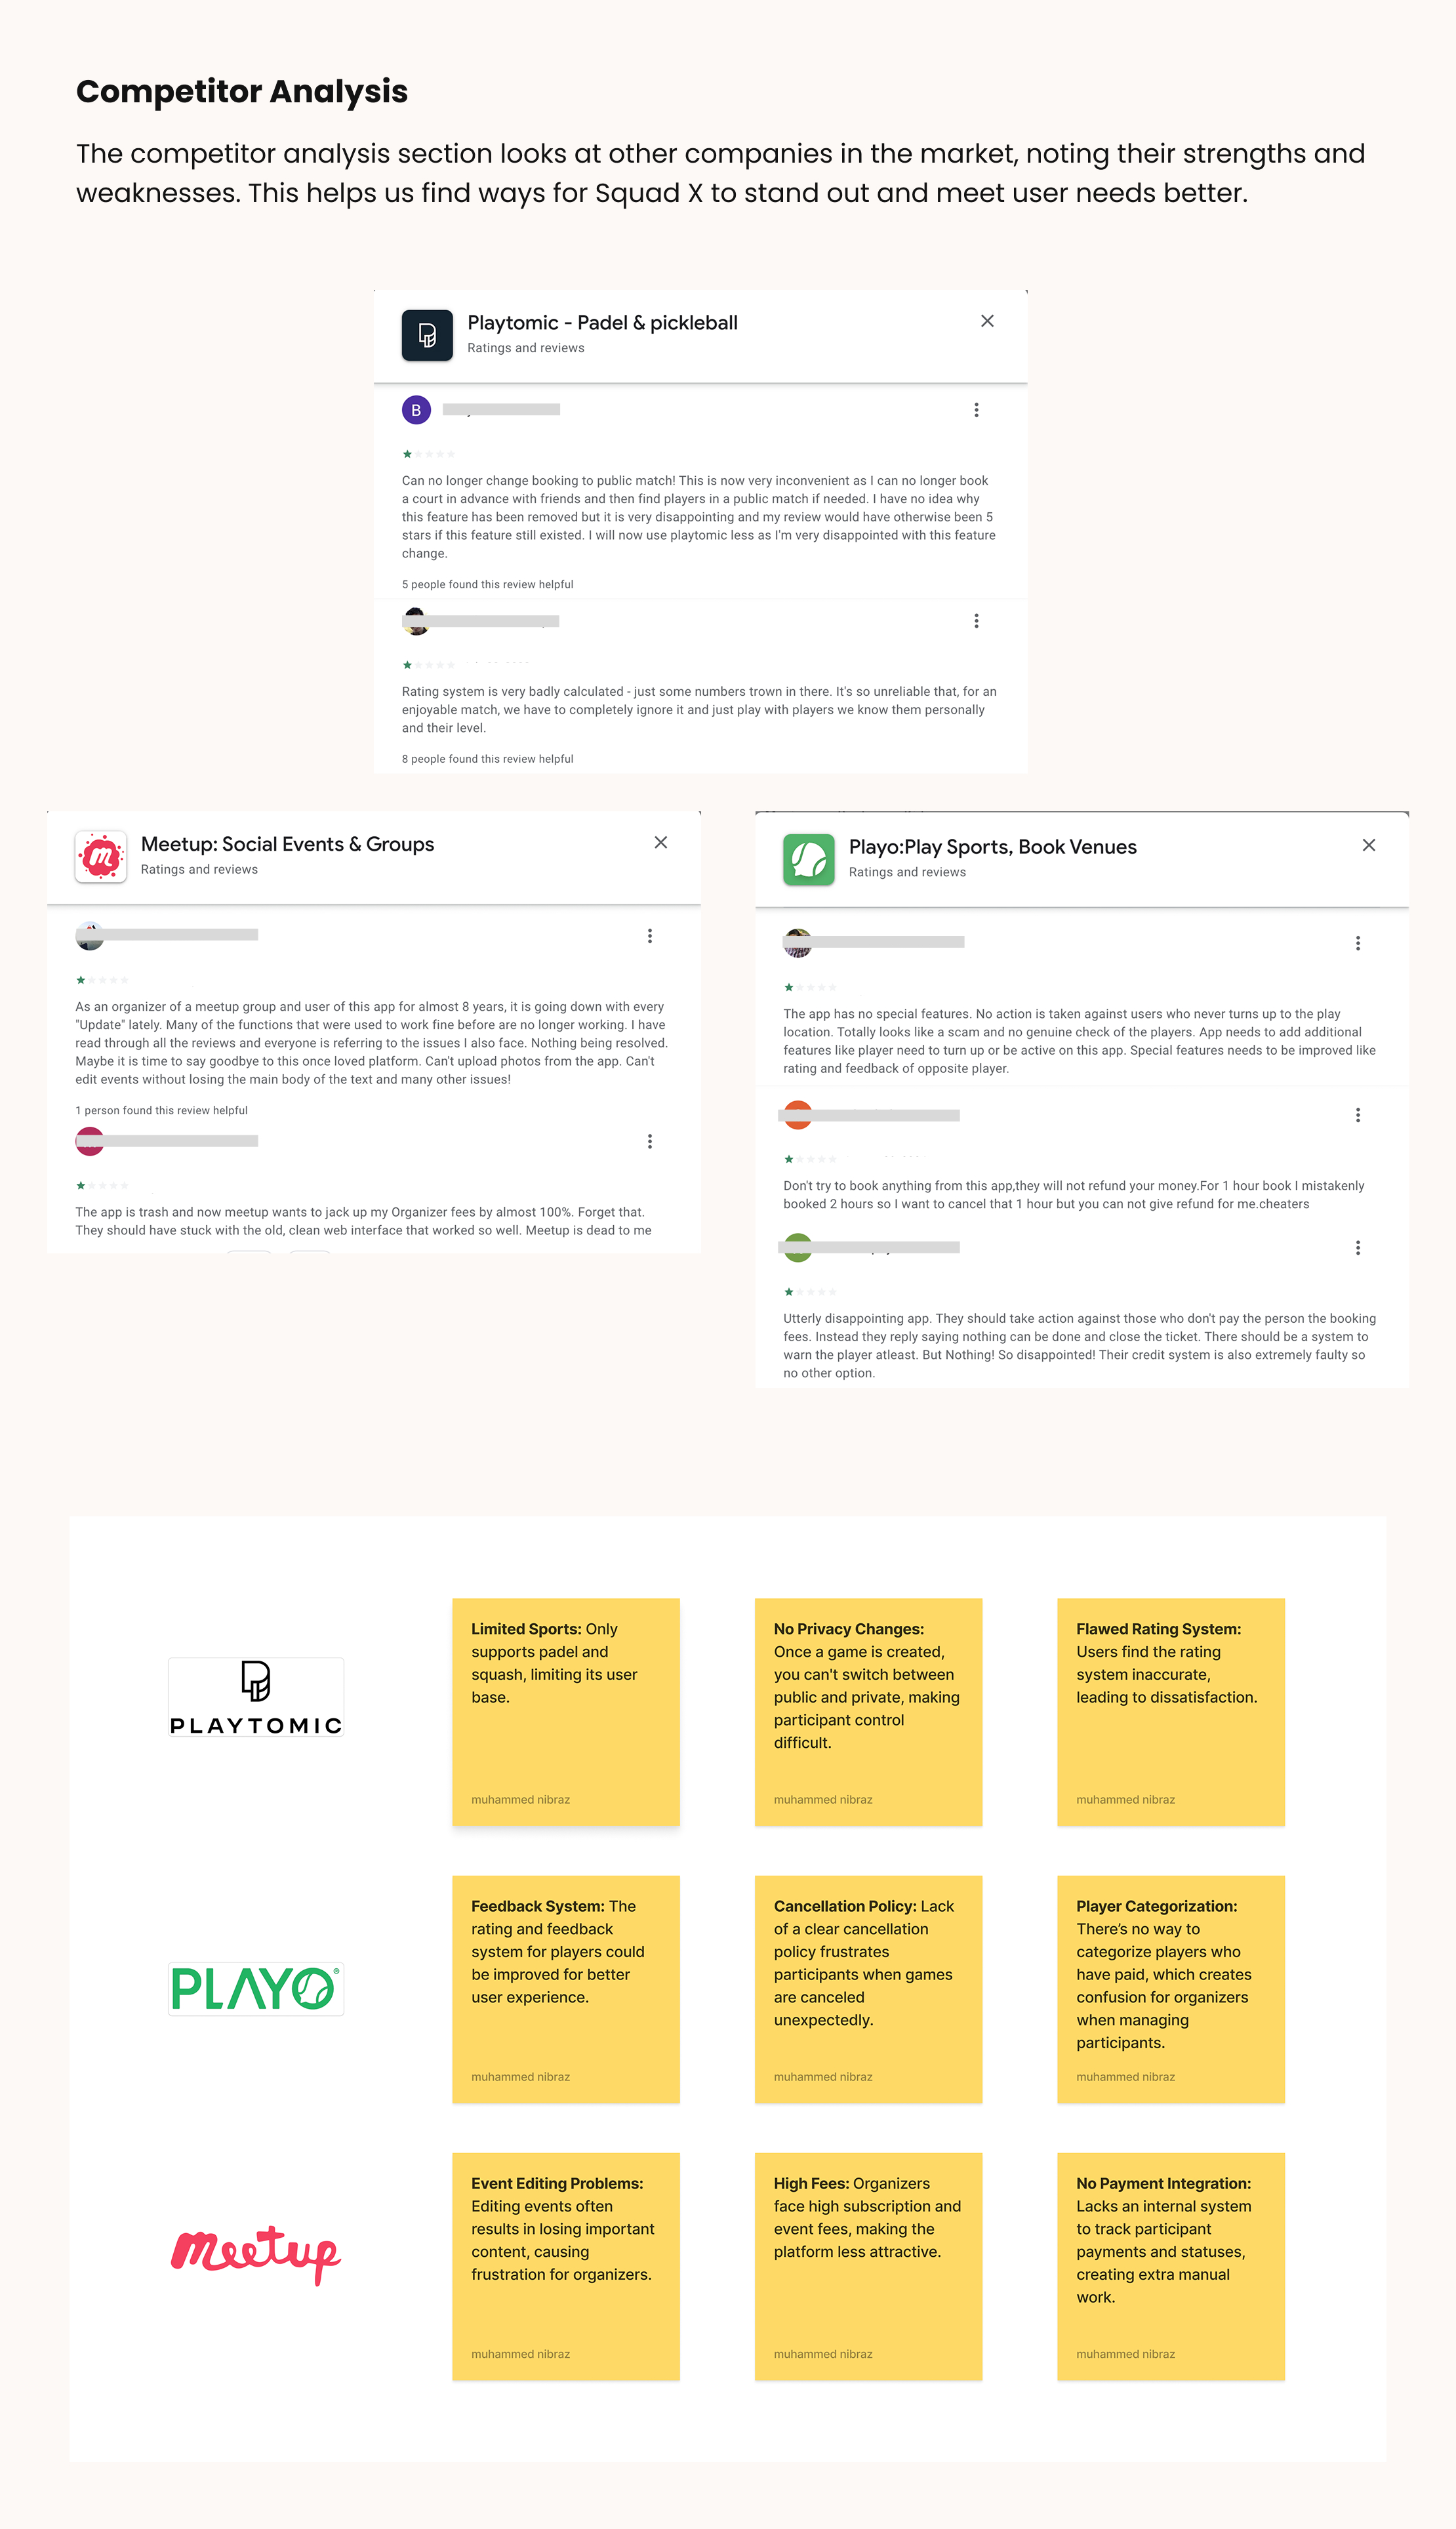 Competitor Analysis
The competitor analysis section looks at other companies in the market, noting their strengths and
weaknesses. This helps us find ways for Squad X to stand out and meet user needs better.
Playtomic - Padel & pickleball
Ratings and reviews
B
Can no longer change booking to public match! This is now very inconvenient as I can no longer book
a court in advance with friends and then find players in a public match if needed. I have no idea why
this feature has been removed but it is very disappointing and my review would have otherwise been 5
stars if this feature still existed. I will now use playtomic less as I'm very disappointed with this feature
change.
5 people found this review helpful
Rating system is very badly calculated - just some numbers trown in there. It's so unreliable that, for an
enjoyable match, we have to completely ignore it and just play with players we know them personally
and their level.
8 people found this review helpful
Meetup: Social Events & Groups
Ratings and reviews
As an organizer of a meetup group and user of this app for almost 8 years, it is going down with every
"Update" lately. Many of the functions that were used to work fine before are no longer working. I have
read through all the reviews and everyone is referring to the issues I also face. Nothing being resolved.
Maybe it is time to say goodbye to this once loved platform. Can't upload photos from the app. Can't
edit events without losing the main body of the text and many other issues!
1 person found this review helpful
The app is trash and now meetup wants to jack up my Organizer fees by almost 100%. Forget that.
They should have stuck with the old, clean web interface that worked so well. Meetup is dead to me
Playo:Play Sports, Book Venues
Ratings and reviews
The app has no special features. No action is taken against users who never turns up to the play
location. Totally looks like a scam and no genuine check of the players. App needs to add additional
features like player need to turn up or be active on this app. Special features needs to be improved like
rating and feedback of opposite player.
Don't try to book anything from this app,they will not refund your money.For 1 hour book I mistakenly
booked 2 hours so I want to cancel that 1 hour but you can not give refund for me.cheaters
Utterly disappointing app. They should take action against those who don't pay the person the booking
fees. Instead they reply saying nothing can be done and close the ticket. There should be a system to
warn the player atleast. But Nothing! So disappointed! Their credit system is also extremely faulty so
no other option.
PLAYTOMIC
Limited Sports: Only
supports padel and
squash, limiting its user
base.
muhammed nibraz
No Privacy Changes:
Once a game is created,
you can't switch between
public and private, making
participant control
difficult.
muhammed nibraz
Flawed Rating System:
Users find the rating
system inaccurate,
leading to dissatisfaction.
muhammed nibraz
PLAYO
Feedback System: The
rating and feedback
system for players could
be improved for better
user experience.
muhammed nibraz
Cancellation Policy: Lack
of a clear cancellation
policy frustrates
participants when games
are canceled
unexpectedly.
muhammed nibraz
Player Categorization:
There's no way to
categorize players who
have paid, which creates
confusion for organizers
when managing
participants.
muhammed nibraz
meetup
Event Editing Problems:
Editing events often
results in losing important
content, causing
frustration for organizers.
muhammed nibraz
High Fees: Organizers
face high subscription and
event fees, making the
platform less attractive.
muhammed nibraz
No Payment Integration:
Lacks an internal system
to track participant
payments and statuses,
creating extra manual
work.
muhammed nibraz